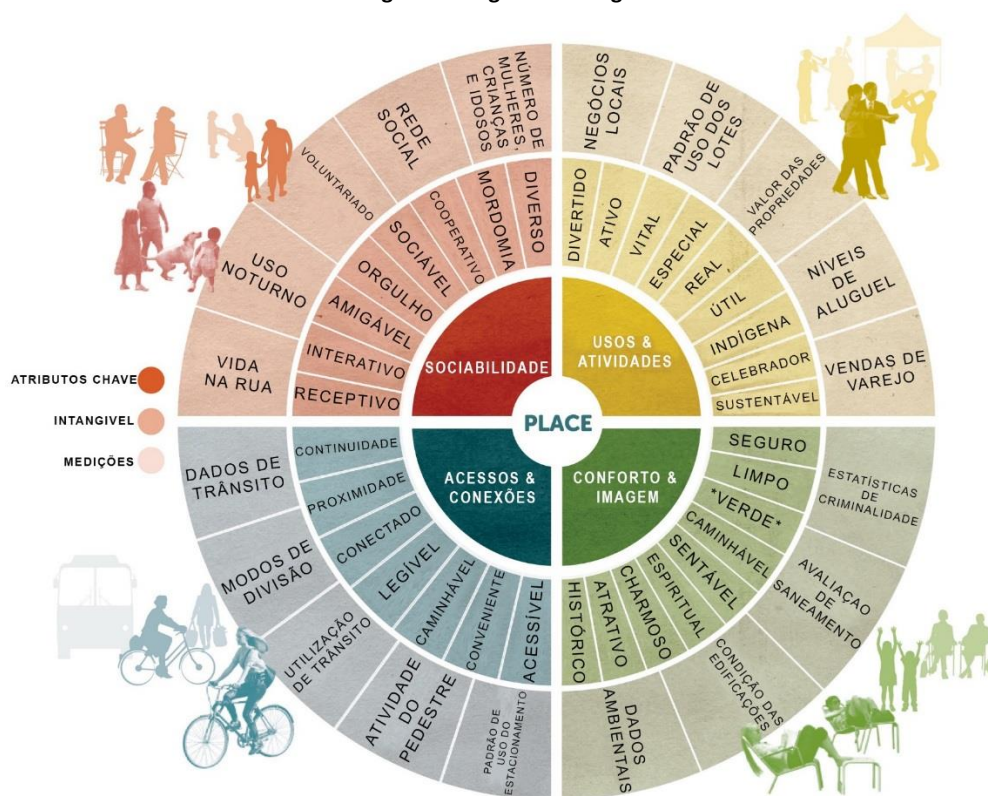 NÚMERO DE
MULHERES,
CRIANÇAS
E IDOSOS
REDE
SOCIAL
VOLUNTARIADO
USO
NOTURNO
VIDA
NA RUA
DIVERSO
MORDOMIA
COOPERATIVO
SOCIÁVEL
ORGULHO
AMIGÁVEL
INTERATIVO
RECEPTIVO
SOCIABILIDADE
NEGÓCIOS
LOCAIS
PADRÃO DE
USO DOS
LOTES
VALOR DAS
PROPRIEDADES
NÍVEIS
DE
ALUGUEL
VENDAS DE
VAREJO
DIVERTIDO
ATIVO
VITAL
ESPECIAL
REAL
ÚTIL
INDÍGENA
CELEBRADOR
SUSTENTÁVEL
USOS &
ATIVIDADES
PLACE
ATRIBUTOS CHAVE
INTANGIVEL
MEDIÇÕES
ACESSOS &
CONEXÕES
CONTINUIDADE
PROXIMIDADE
CONECTADO
LEGÍVEL
CAMINHÁVEL
CONVENIENTE
ACESSÍVEL
DADOS DE
TRÂNSITO
MODOS DE
DIVISÃO
UTILIZAÇÃO
DE TRÂNSITO
ATIVIDADE
DO
PEDESTRE
PADRÃO DE
USO DO
ESTACIONAMENTO
CONFORTO &
IMAGEM
SEGURO
LIMPO
"VERDE"
CAMINHÁVEL
SENTÁVEL
ESPIRITUAL
CHARMOSO
ATRATIVO
HISTÓRICO
ESTATÍSTICAS
DE
CRIMINALIDADE
AVALIAÇAO
DE
SANEAMENTO
CONDIÇÃO DAS
EDIFICAÇÕES
DADOS
AMBIENTAIS